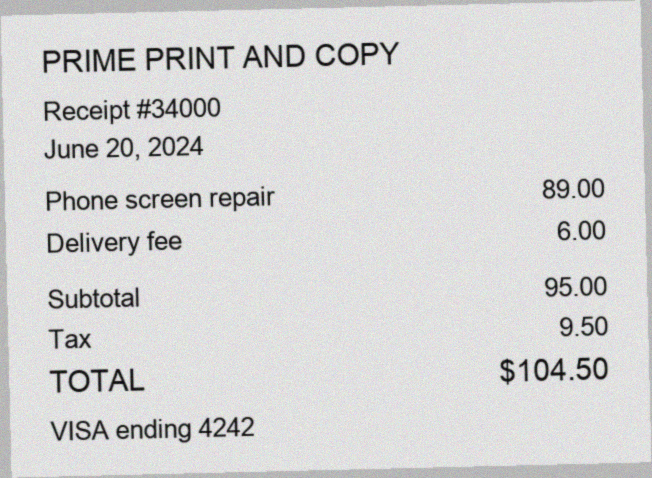 PRIME PRINT AND COPY
Receipt #34000
June 20, 2024
Phone screen repair 89.00
Delivery fee 6.00
Subtotal 95.00
Tax 9.50
TOTAL $104.50
VISA ending 4242